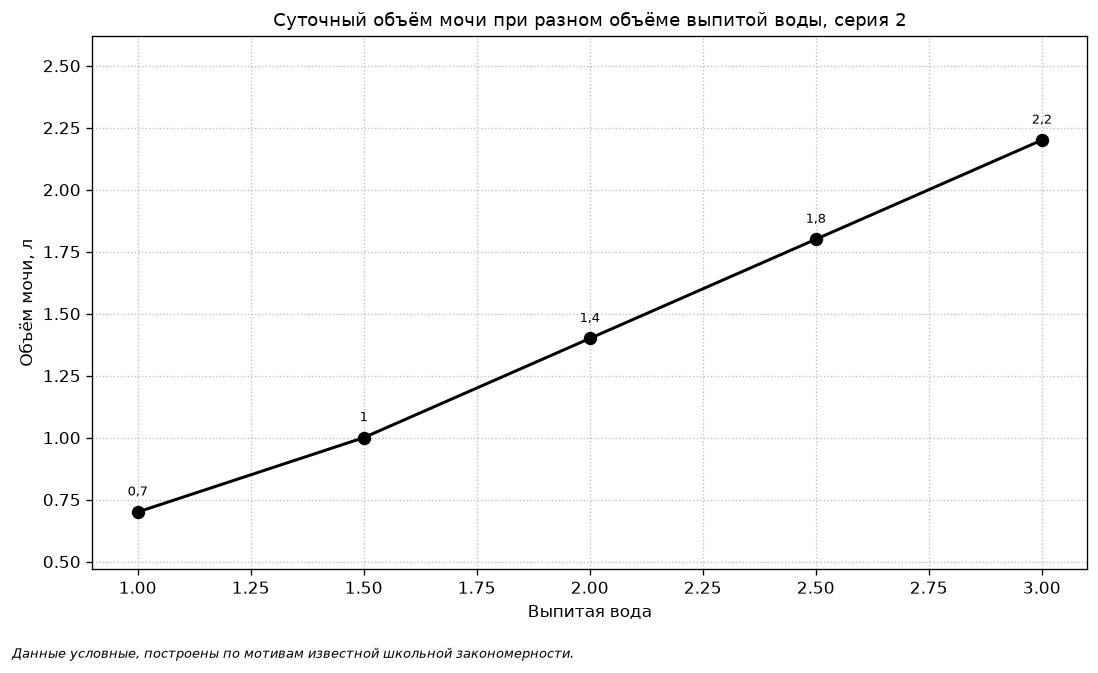 Суточный объём мочи при разном объёме выпитой воды, серия 2
Объём мочи, л
2.50
2.25
2.00
1.75
1.50
1.25
1.00
0.75
0.50
0,7
1
1,4
1,8
2,2
1.00 1.25 1.50 1.75 2.00 2.25 2.50 2.75 3.00
Выпитая вода
Данные условные, построены по мотивам известной школьной закономерности.